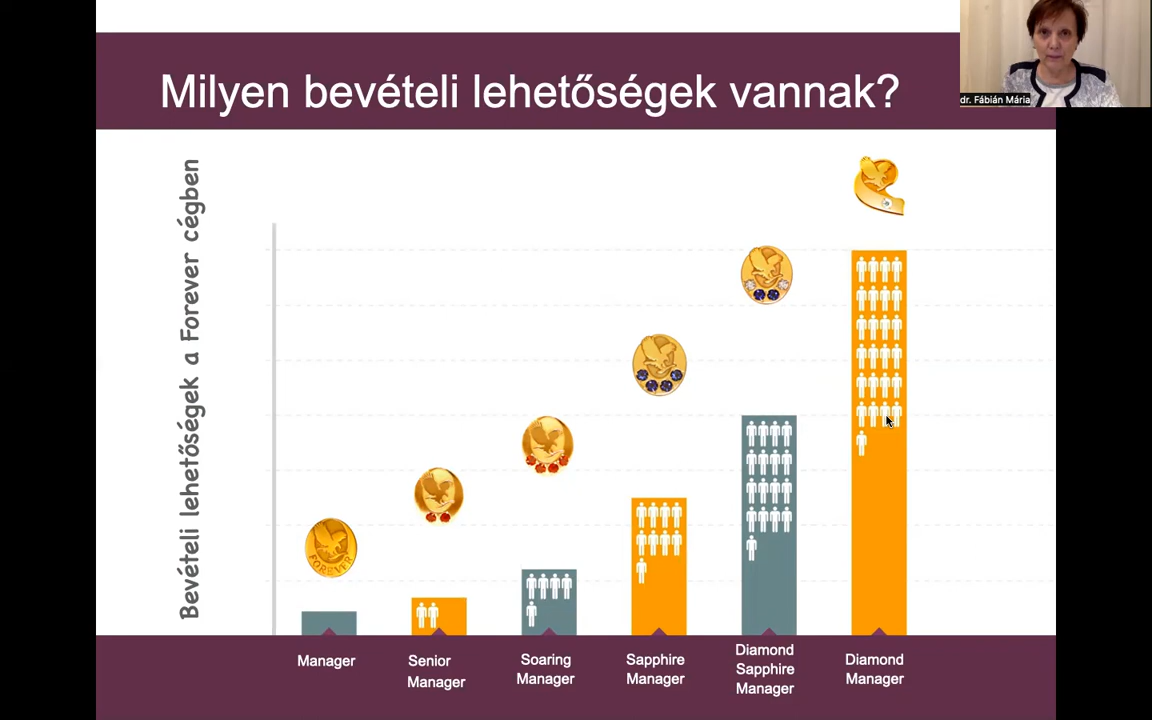 Milyen bevételi lehetőségek vannak?
dr. Fábián Mária
Bevételi lehetőségek a Forever cégben
FOREVER
Manager
Senior
Manager
Soaring
Manager
Sapphire
Manager
Diamond
Sapphire
Manager
Diamond
Manager